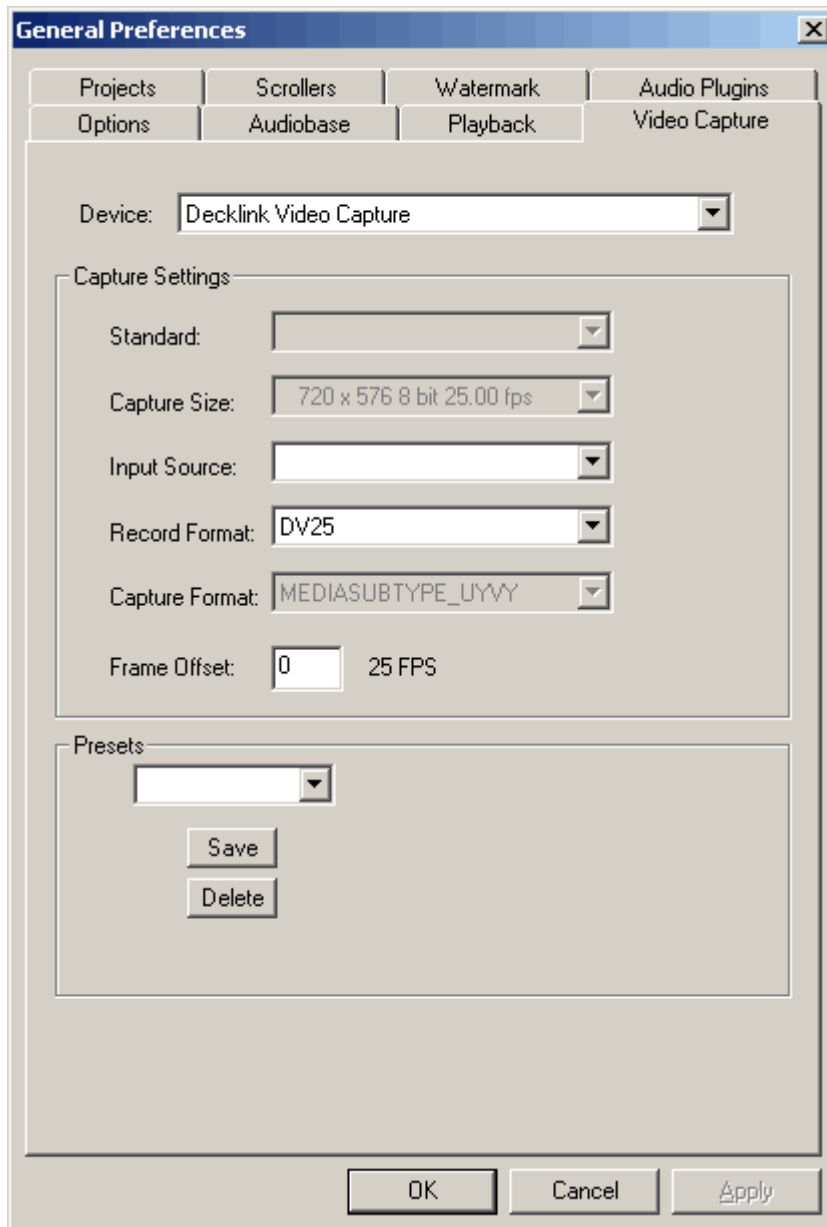 General Preferences
Projects Scrollers Watermark Audio Plugins
Options Audiobase Playback Video Capture
Device: Decklink Video Capture
Capture Settings
Standard:
Capture Size: 720 x 576 8 bit 25.00 fps
Input Source:
Record Format: DV25
Capture Format: MEDIASUBTYPE_UYVY
Frame Offset: 0 25 FPS
Presets
Save
Delete
OK Cancel Apply